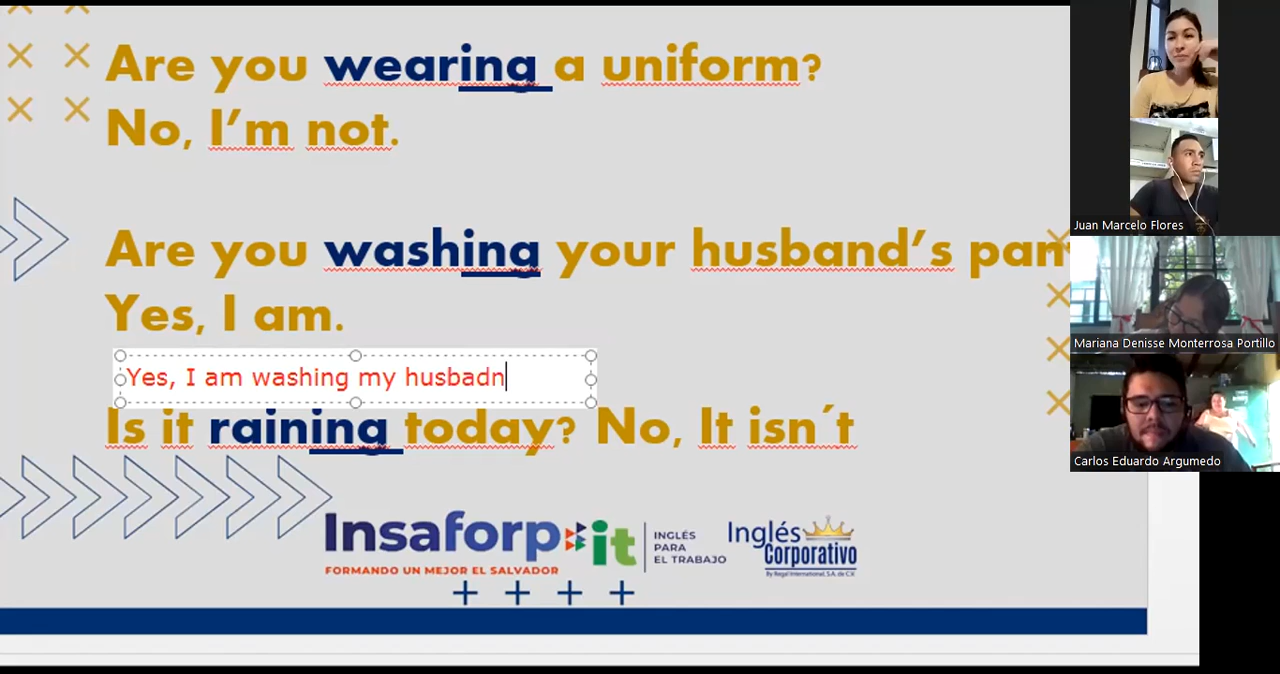 Are you wearing a uniform?
No, I’m not.
Are you washing your husband’s pan
Yes, I am.
Yes, I am washing my husbadn
Is it raining today? No, It isn´t
Insaforp
FORMANDO UN MEJOR EL SALVADOR
it
INGLÉS
PARA
EL TRABAJO
Inglés
Corporativo
By Regal International, S.A. de C.V.
Juan Marcelo Flores
Mariana Denisse Monterrosa Portillo
Carlos Eduardo Argumedo